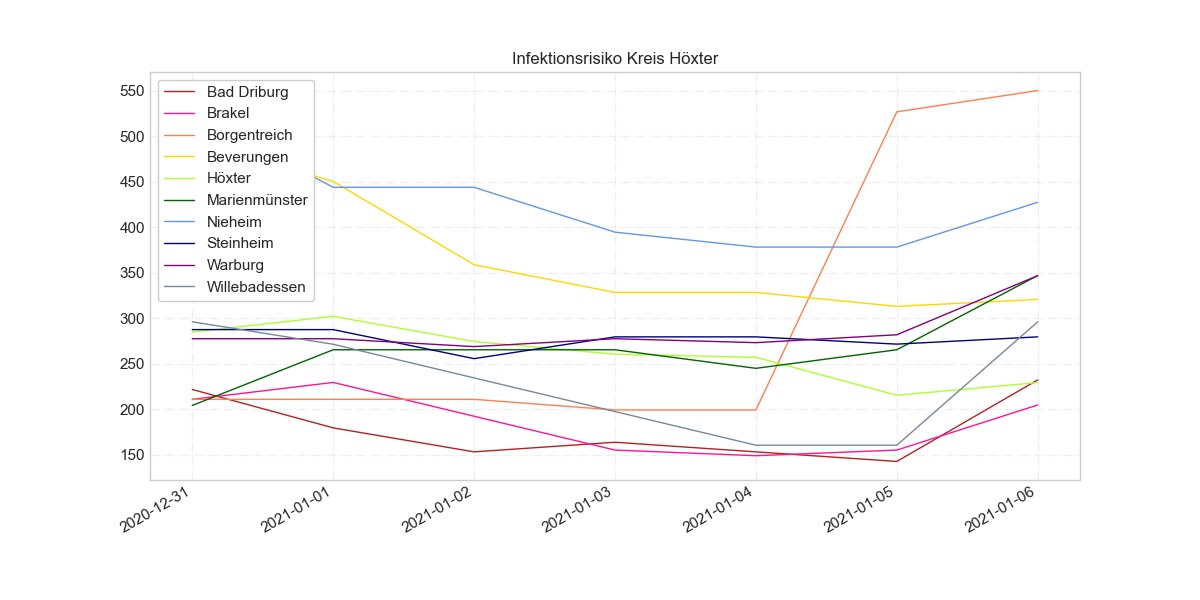 Infektionsrisiko Kreis Höxter
550
500
450
400
350
300
250
200
150
Bad Driburg
Brakel
Borgentreich
Beverungen
Höxter
Marienmünster
Nieheim
Steinheim
Warburg
Willebadessen
2020-12-31
2021-01-01
2021-01-02
2021-01-03
2021-01-04
2021-01-05
2021-01-06